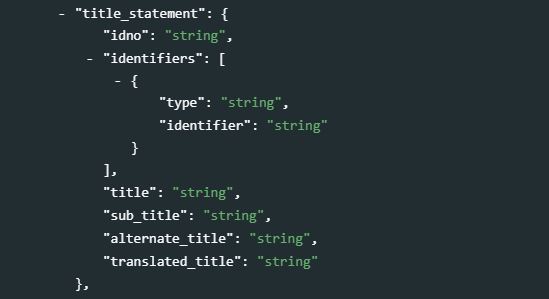 - "title_statement": {
"idno": "string",
- "identifiers": [
- {
"type": "string",
"identifier": "string"
}
],
"title": "string",
"sub_title": "string",
"alternate_title": "string",
"translated_title": "string"
},